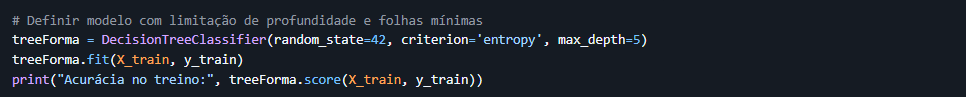 # Definir modelo com limitação de profundidade e folhas mínimas
treeForma = DecisionTreeClassifier(random_state=42, criterion='entropy', max_depth=5)
treeForma.fit(X_train, y_train)
print("Acurácia no treino:", treeForma.score(X_train, y_train))